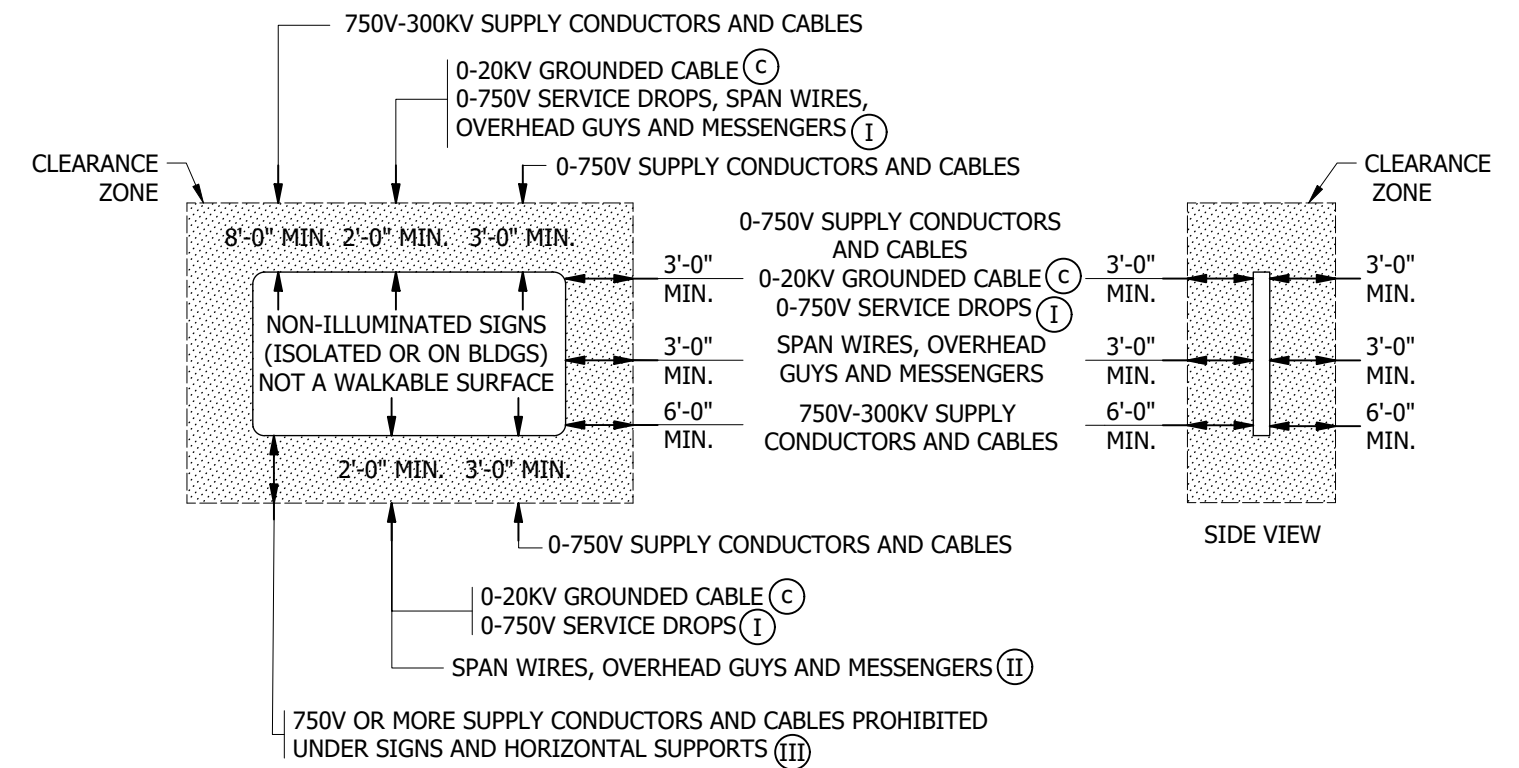 750V-300KV SUPPLY CONDUCTORS AND CABLES
0-20KV GROUNDED CABLE C
0-750V SERVICE DROPS, SPAN WIRES,
OVERHEAD GUYS AND MESSENGERS I
0-750V SUPPLY CONDUCTORS AND CABLES
CLEARANCE
ZONE
CLEARANCE
ZONE
8'-0" MIN. 2'-0" MIN. 3'-0" MIN.
NON-ILLUMINATED SIGNS
(ISOLATED OR ON BLDGS)
NOT A WALKABLE SURFACE
2'-0" MIN. 3'-0" MIN.
3'-0"
MIN.
3'-0"
MIN.
6'-0"
MIN.
0-750V SUPPLY CONDUCTORS
AND CABLES
0-20KV GROUNDED CABLE C
0-750V SERVICE DROPS I
SPAN WIRES, OVERHEAD
GUYS AND MESSENGERS
750V-300KV SUPPLY
CONDUCTORS AND CABLES
3'-0"
MIN.
3'-0"
MIN.
6'-0"
MIN.
3'-0"
MIN.
3'-0"
MIN.
6'-0"
MIN.
SIDE VIEW
0-750V SUPPLY CONDUCTORS AND CABLES
0-20KV GROUNDED CABLE C
0-750V SERVICE DROPS I
SPAN WIRES, OVERHEAD GUYS AND MESSENGERS II
750V OR MORE SUPPLY CONDUCTORS AND CABLES PROHIBITED
UNDER SIGNS AND HORIZONTAL SUPPORTS III